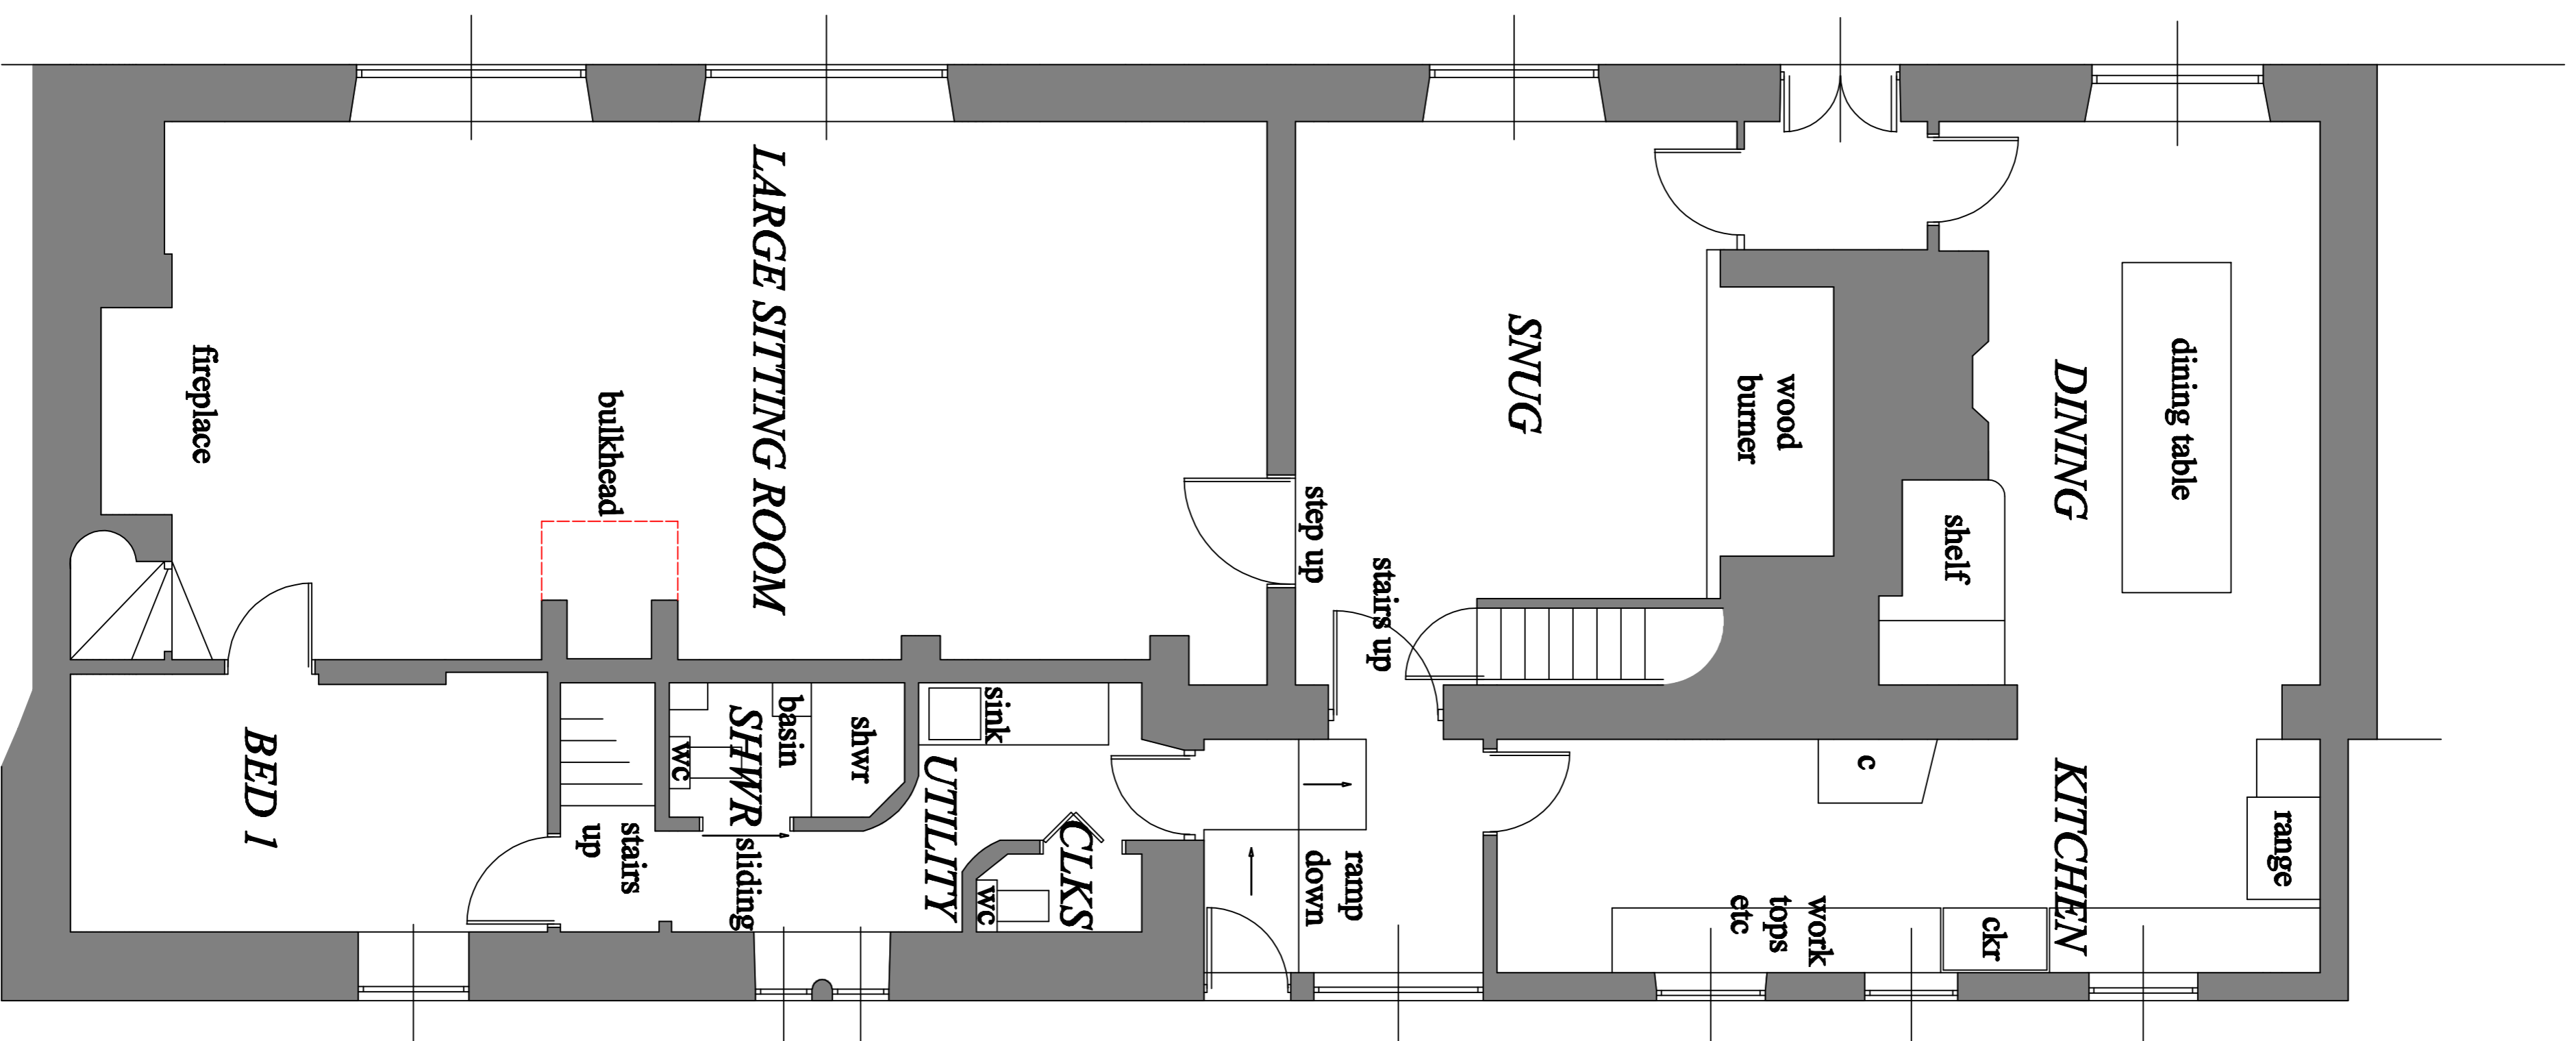 LARGE SITTING ROOM
fireplace
bulkhead
SNUG
wood
burner
step up
stairs up
DINING
dining table
shelf
BED 1
stairs
up
SHWR
wc
basin
shwr
sliding
UTILITY
sink
CLKS
wc
ramp
down
KITCHEN
c
range
work
tops
etc
ckr